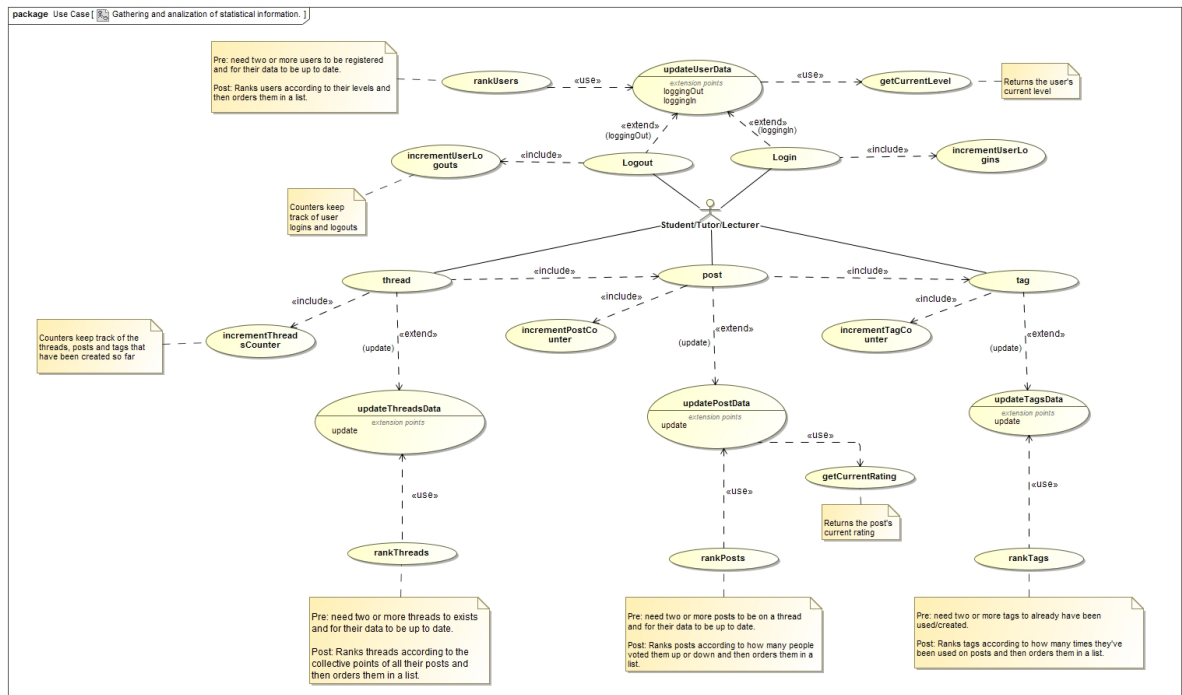 package Use Case [ Gathering and analization of statistical information. ]
Pre: need two or more users to be registered
and for their data to be up to date.
Post: Ranks users according to their levels and
then orders them in a list.
rankUsers
«use»
updateUserData
extension points
loggingOut
loggingIn
«use»
getCurrentLevel
Returns the user's
current level
«extend»
(loggingOut)
«extend»
(loggingIn)
incrementUserLo
gouts
«include»
Logout
Login
«include»
incrementUserLo
gins
Counters keep
track of user
logins and logouts
Student/Tutor/Lecturer
thread
«include»
post
«include»
tag
«include»
«include»
«include»
Counters keep track of the
threads, posts and tags that
have been created so far
incrementThread
sCounter
«extend»
(update)
incrementPostCo
unter
«extend»
(update)
incrementTagCo
unter
«extend»
(update)
updateThreadsData
extension points
update
updatePostData
extension points
update
updateTagsData
extension points
update
«use»
getCurrentRating
Returns the post's
current rating
«use»
«use»
«use»
rankThreads
rankPosts
rankTags
Pre: need two or more threads to exists
and for their data to be up to date.
Post: Ranks threads according to the
collective points of all their posts and
then orders them in a list.
Pre: need two or more posts to be on a thread
and for their data to be up to date.
Post: Ranks posts according to how many people
voted them up or down and then orders them in a
list.
Pre: need two or more tags to already have been
used/created.
Post: Ranks tags according to how many times they've
been used on posts and then orders them in a list.